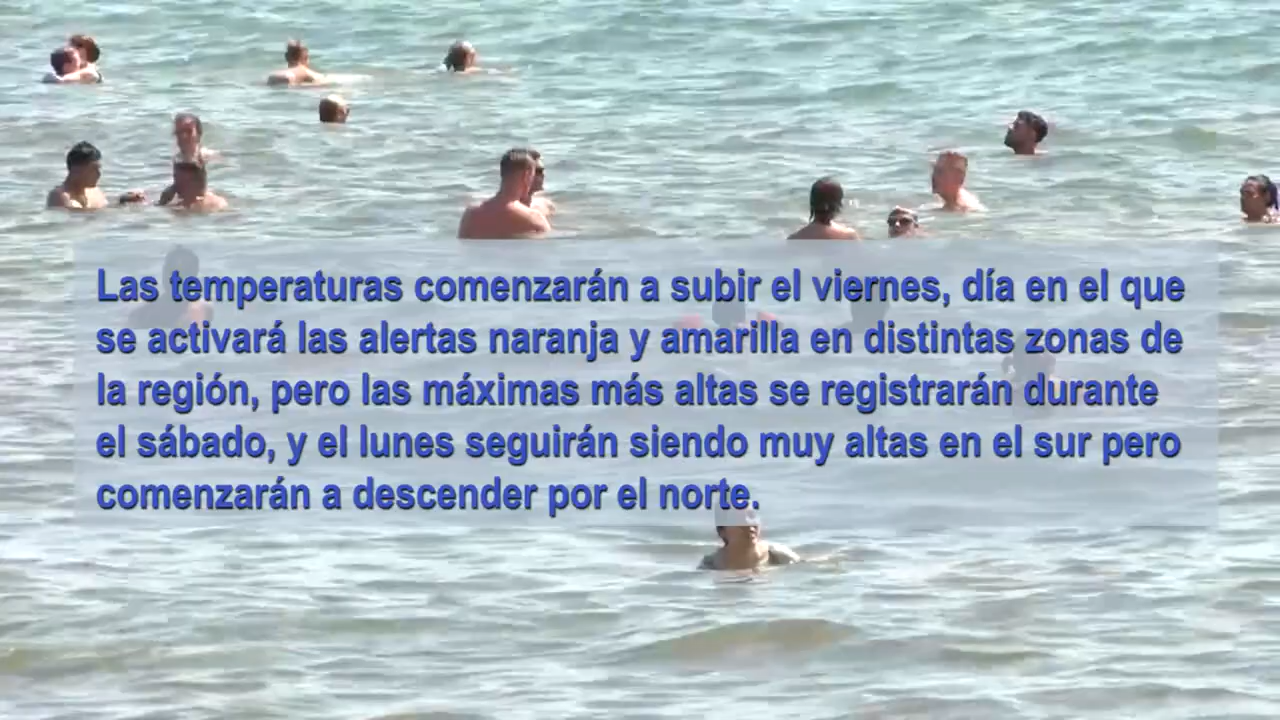 Las temperaturas comenzarán a subir el viernes, día en el que
se activará las alertas naranja y amarilla en distintas zonas de
la región, pero las máximas más altas se registrarán durante
el sábado, y el lunes seguirán siendo muy altas en el sur pero
comenzarán a descender por el norte.